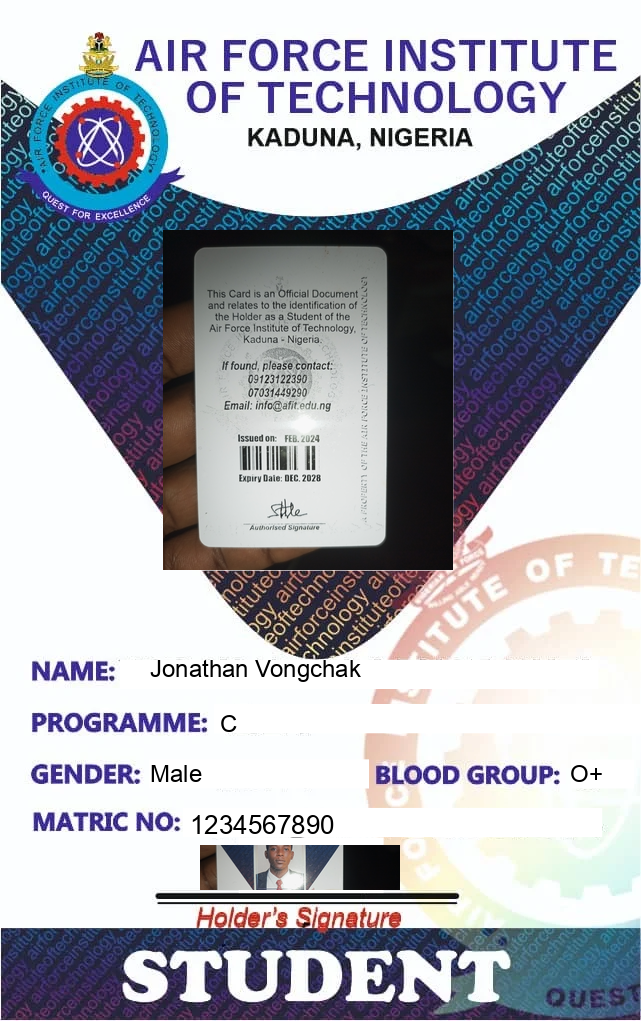 AIR FORCE INSTITUTE
OF TECHNOLOGY
KADUNA, NIGERIA
*AIR FORCE INSTITUTE OF TECHNOLOGY*
QUEST FOR EXCELLENCE
This Card is an Official Document
and relates to the identification of
the Holder as a Student of the
Air Force Institute of Technology,
Kaduna - Nigeria.
If found, please contact:
09123122390
07031449290
Email: info@afit.edu.ng
Issued on: FEB. 2024
Expiry Date: DEC. 2028
Authorised Signature
A PROPERTY OF THE AIR FORCE INSTITUTE OF TECHNOLOGY
NAME: Jonathan Vongchak
PROGRAMME: C
GENDER: Male BLOOD GROUP: O+
MATRIC NO: 1234567890
Holder's Signature
STUDENT
QUEST